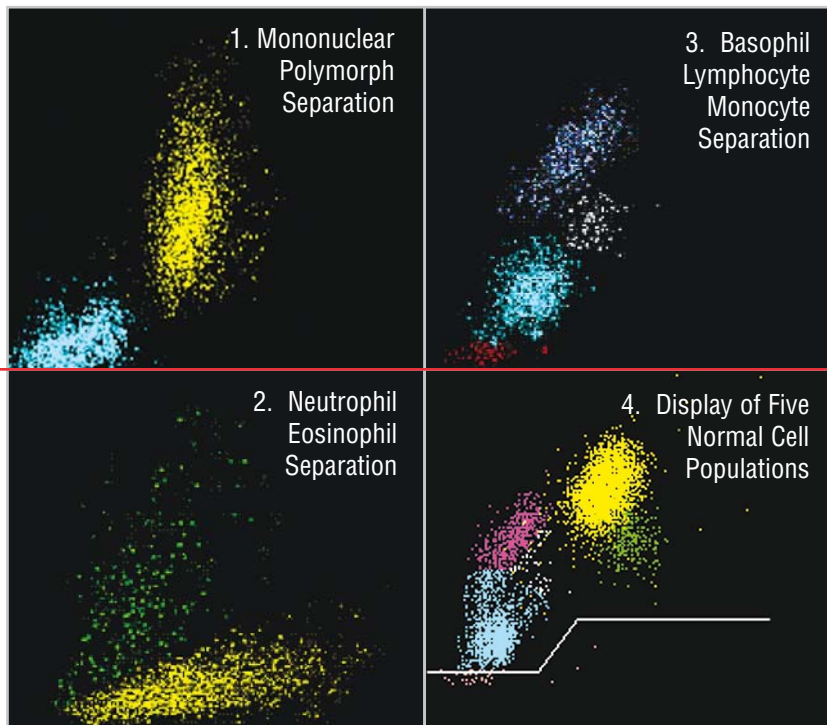 1. Mononuclear
Polymorph
Separation
3. Basophil
Lymphocyte
Monocyte
Separation
2. Neutrophil
Eosinophil
Separation
4. Display of Five
Normal Cell
Populations